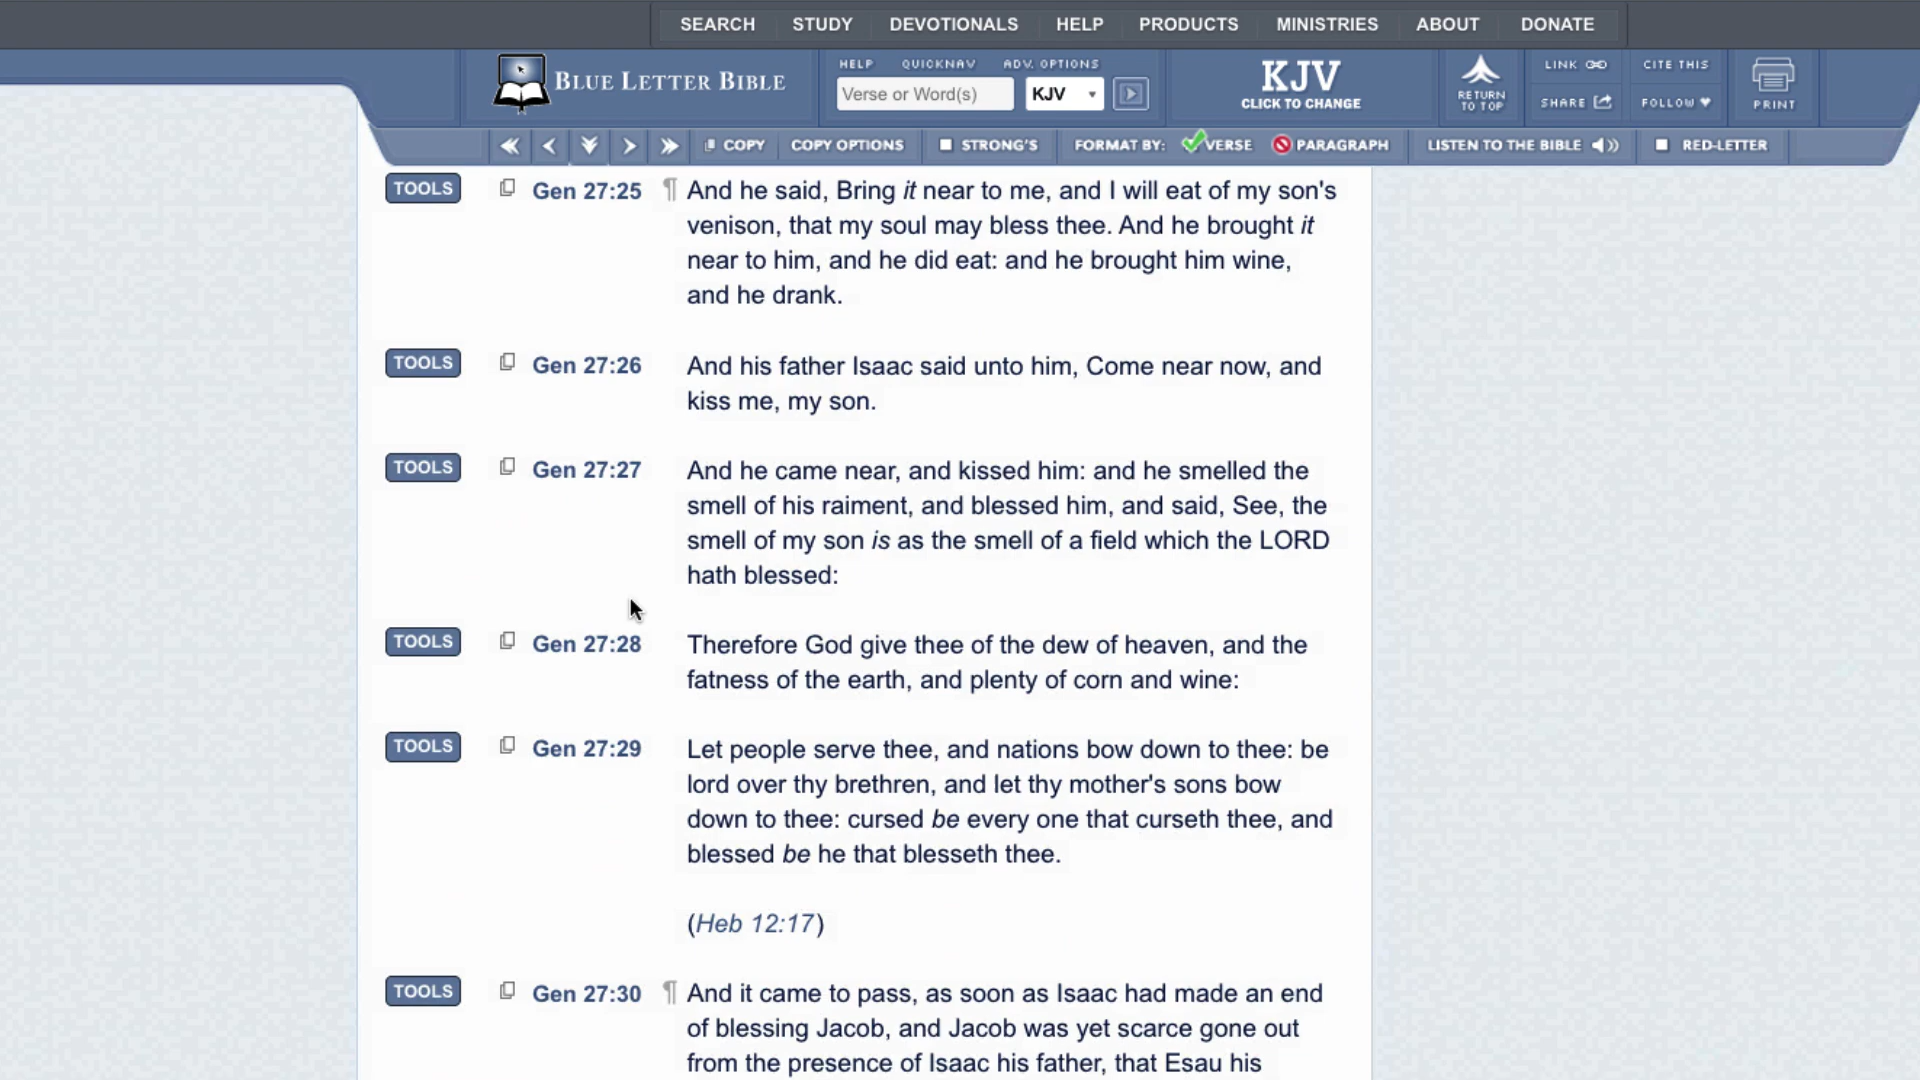 SEARCH STUDY DEVOTIONALS HELP PRODUCTS MINISTRIES ABOUT DONATE
BLUE LETTER BIBLE
HELP QUICKNAV ADV. OPTIONS
Verse or Word(s) KJV
KJV
CLICK TO CHANGE
RETURN
TO TOP
LINK
SHARE
CITE THIS
FOLLOW
PRINT
COPY COPY OPTIONS STRONG'S FORMAT BY: VERSE PARAGRAPH LISTEN TO THE BIBLE RED-LETTER
TOOLS Gen 27:25 ¶ And he said, Bring it near to me, and I will eat of my son's
venison, that my soul may bless thee. And he brought it
near to him, and he did eat: and he brought him wine,
and he drank.
TOOLS Gen 27:26 And his father Isaac said unto him, Come near now, and
kiss me, my son.
TOOLS Gen 27:27 And he came near, and kissed him: and he smelled the
smell of his raiment, and blessed him, and said, See, the
smell of my son is as the smell of a field which the LORD
hath blessed:
TOOLS Gen 27:28 Therefore God give thee of the dew of heaven, and the
fatness of the earth, and plenty of corn and wine:
TOOLS Gen 27:29 Let people serve thee, and nations bow down to thee: be
lord over thy brethren, and let thy mother's sons bow
down to thee: cursed be every one that curseth thee, and
blessed be he that blesseth thee.
(Heb 12:17)
TOOLS Gen 27:30 ¶ And it came to pass, as soon as Isaac had made an end
of blessing Jacob, and Jacob was yet scarce gone out
from the presence of Isaac his father, that Esau his